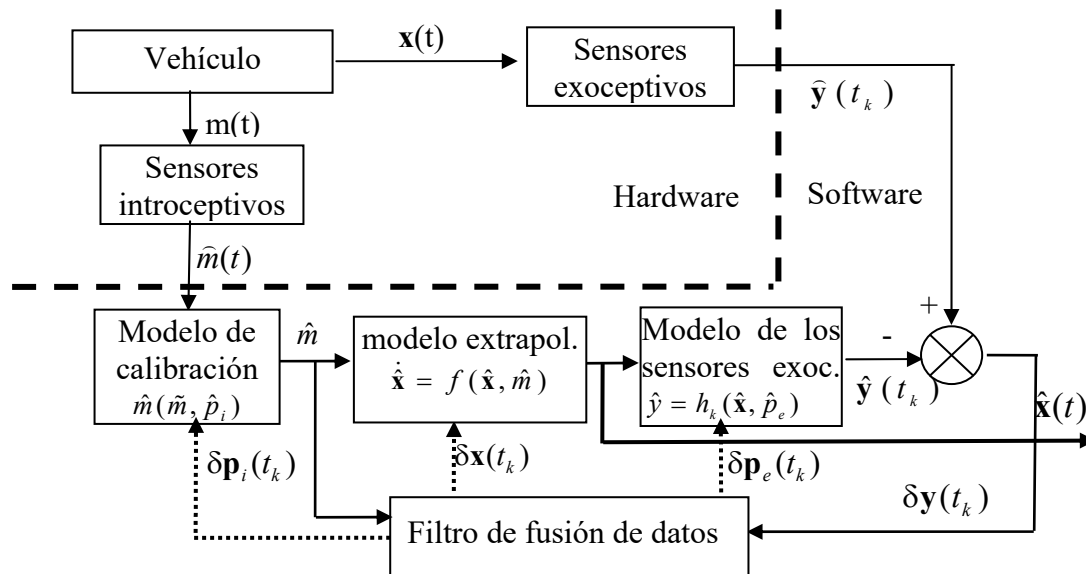 Vehículo
x(t)
Sensores
exoceptivos
m(t)
Sensores
introceptivos
Hardware
Software
ŷ(t_k)
m̂(t)
Modelo de
calibración
m̂(m̃, p̂_i)
m̂
modelo extrapol.
ẋ̂ = f(x̂, m̂)
Modelo de los
sensores exoc.
ŷ = h_k(x̂, p̂_e)
+
-
ŷ(t_k)
x̂(t)
δp_i(t_k)
δx(t_k)
δp_e(t_k)
δy(t_k)
Filtro de fusión de datos